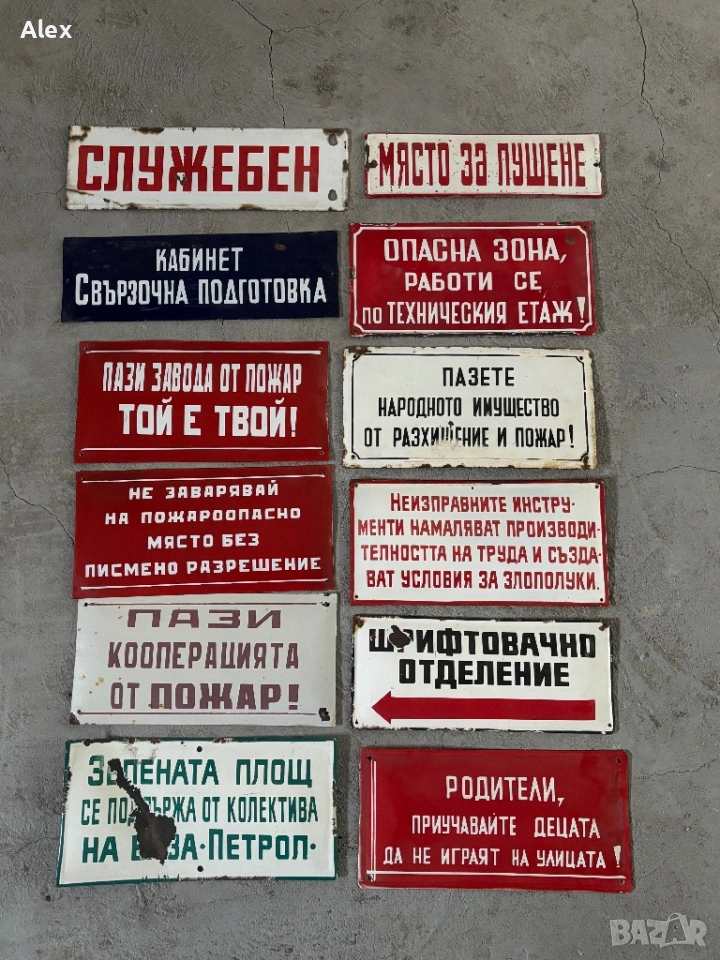 Alex
СЛУЖЕБЕН
МЯСТО ЗА ПУШЕНЕ
КАБИНЕТ
СВЪРЗОЧНА ПОДГОТОВКА
ОПАСНА ЗОНА,
РАБОТИ СЕ
ПО ТЕХНИЧЕСКИЯ ЕТАЖ!
ПАЗИ ЗАВОДА ОТ ПОЖАР
ТОЙ Е ТВОЙ!
ПАЗЕТЕ
НАРОДНОТО ИМУЩЕСТВО
ОТ РАЗХИЩЕНИЕ И ПОЖАР!
НЕ ЗАВАРЯВАЙ
НА ПОЖАРООПАСНО
МЯСТО БЕЗ
ПИСМЕНО РАЗРЕШЕНИЕ
НЕИЗПРАВНИТЕ ИНСТРУ-
МЕНТИ НАМАЛЯВАТ ПРОИЗВОДИ-
ТЕЛНОСТТА НА ТРУДА И СЪЗДА-
ВАТ УСЛОВИЯ ЗА ЗЛОПОЛУКИ.
ПАЗИ
КООПЕРАЦИЯТА
ОТ ПОЖАР!
ШРИФТОВАЧНО
ОТДЕЛЕНИЕ
ЗЕЛЕНАТА ПЛОЩ
СЕ ПОДДЪРЖА ОТ КОЛЕКТИВА
НА БАЗА·ПЕТРОЛ·
РОДИТЕЛИ,
ПРИУЧАВАЙТЕ ДЕЦАТА
ДА НЕ ИГРАЯТ НА УЛИЦАТА!
BAZAR